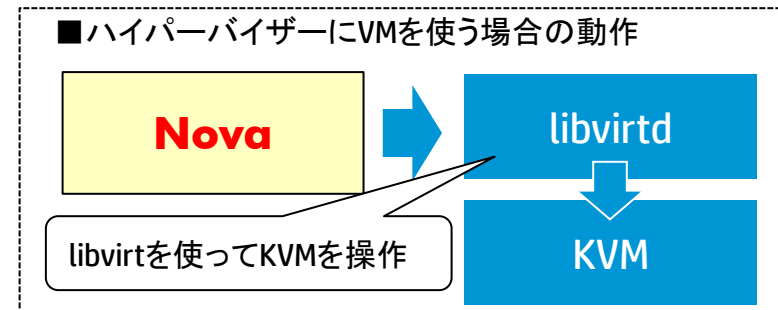 ■ハイパーバイザーにVMを使う場合の動作
Nova
libvirtd
libvirtを使ってKVMを操作
KVM